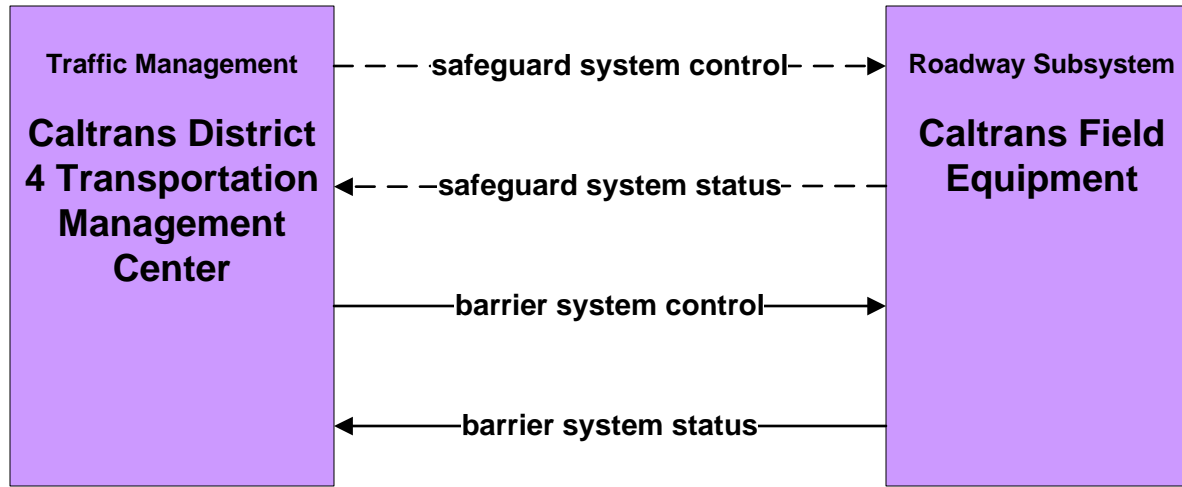 Traffic Management
Caltrans District
4 Transportation
Management
Center
safeguard system control
safeguard system status
barrier system control
barrier system status
Roadway Subsystem
Caltrans Field
Equipment